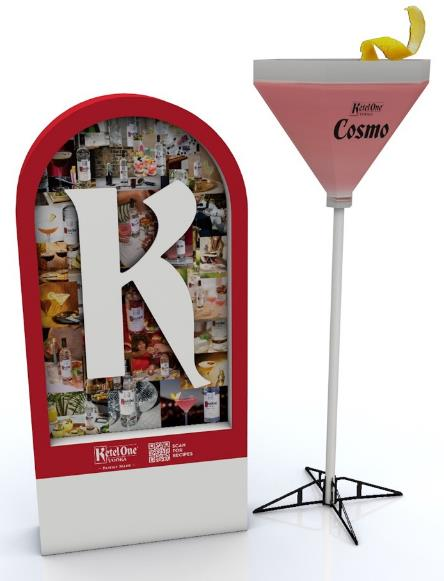 Ketel One
VODKA
Cosmo
K
Ketel One
VODKA
FAMILY MADE
SCAN
FOR
RECIPES